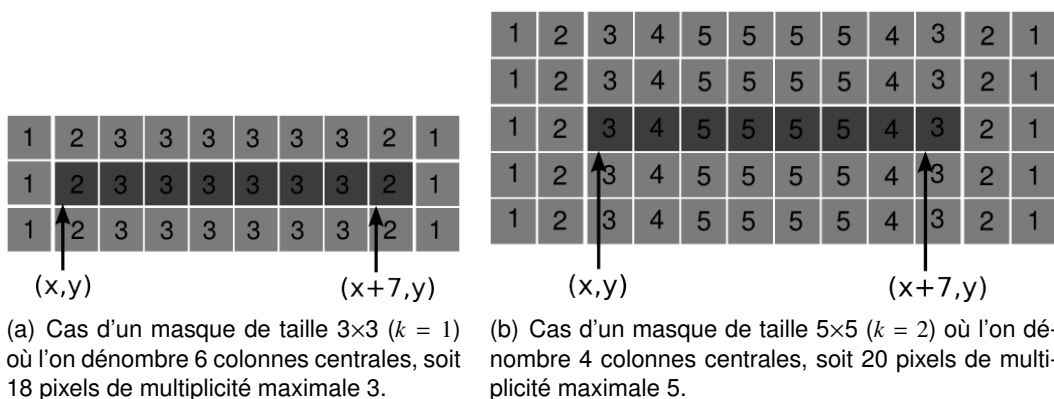 1 2 3 4 5 5 5 5 4 3 2 1
1 2 3 4 5 5 5 5 4 3 2 1
1 2 3 4 5 5 5 5 4 3 2 1
1 2 3 4 5 5 5 5 4 3 2 1
1 2 3 4 5 5 5 5 4 3 2 1
1 2 3 3 3 3 3 3 2 1
1 2 3 3 3 3 3 3 2 1
1 2 3 3 3 3 3 3 2 1
(x,y) (x+7,y)
(x,y) (x+7,y)
(a) Cas d'un masque de taille 3×3 (k = 1)
où l'on dénombre 6 colonnes centrales, soit
18 pixels de multiplicité maximale 3.
(b) Cas d'un masque de taille 5×5 (k = 2) où l'on dé-
nombre 4 colonnes centrales, soit 20 pixels de multi-
plicité maximale 5.